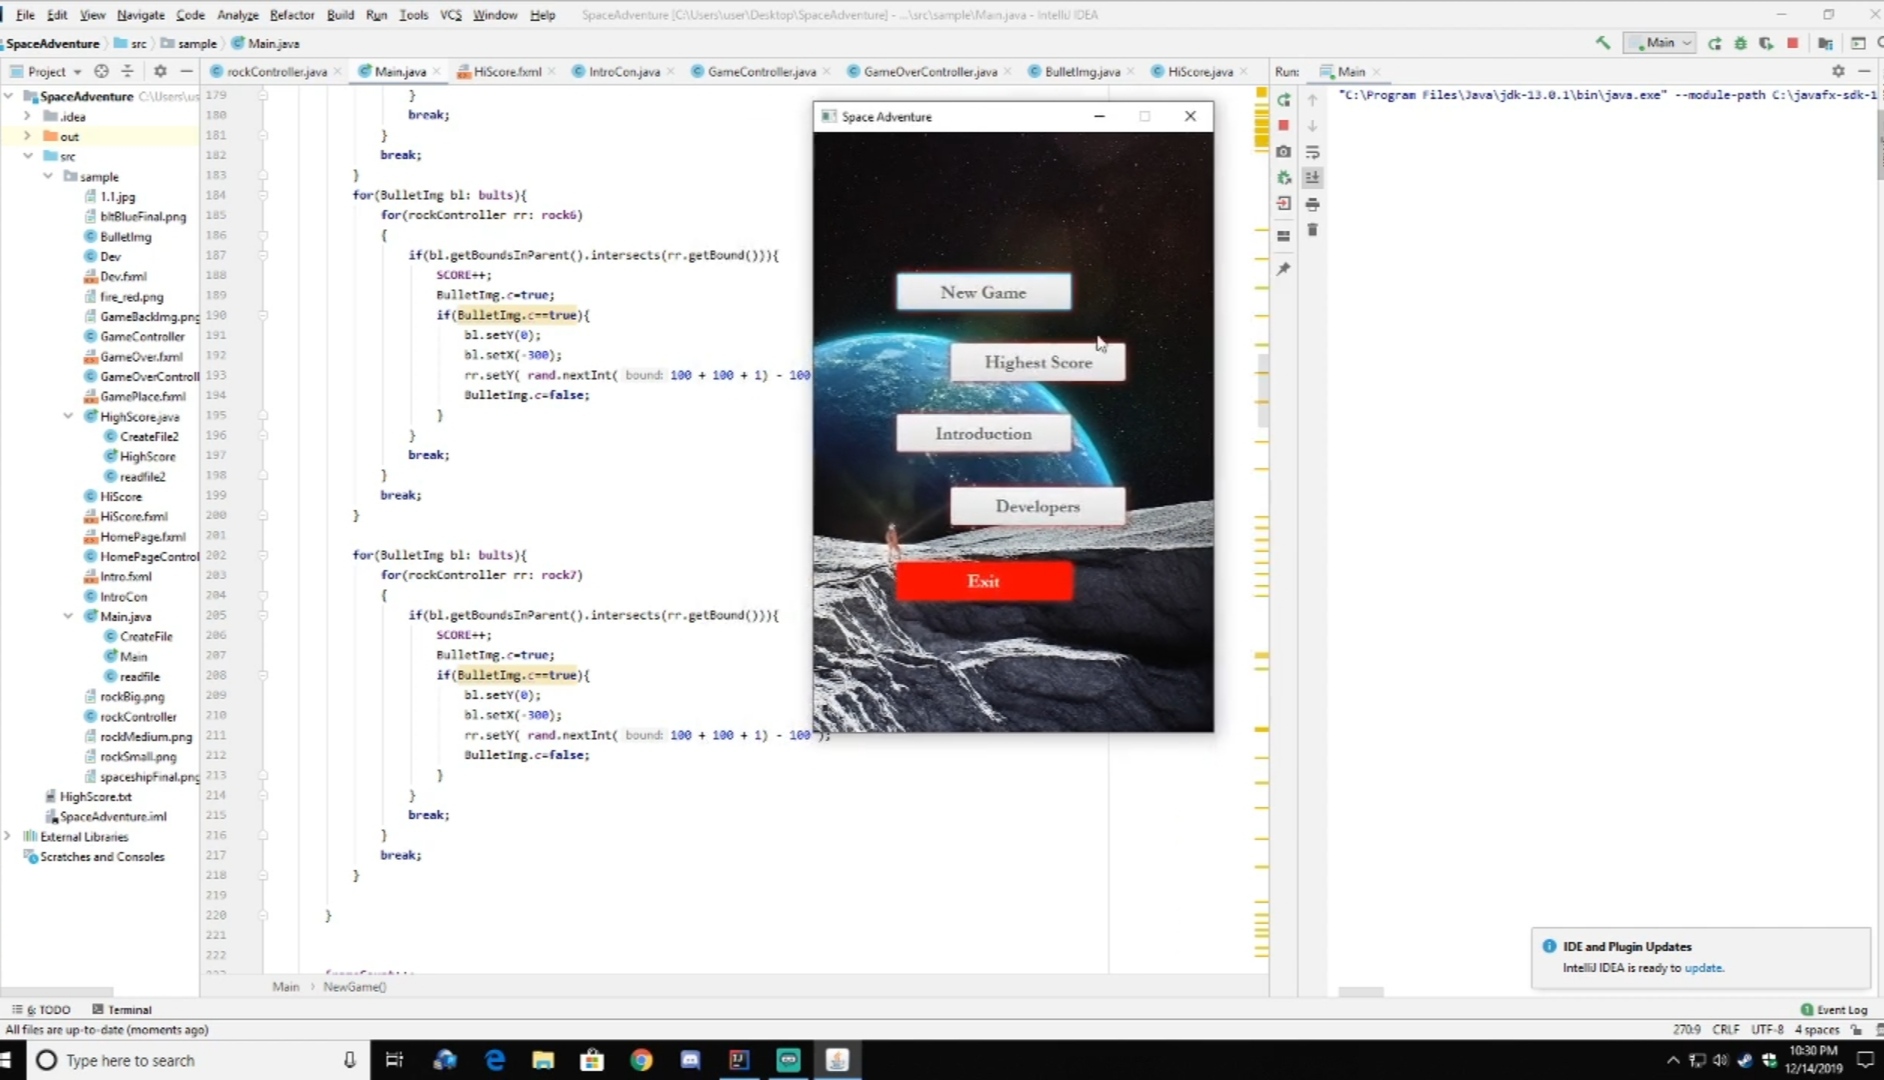 File Edit View Navigate Code Analyze Refactor Build Run Tools VCS Window Help SpaceAdventure [C:\Users\user\Desktop\SpaceAdventure] - ...\src\sample\Main.java - IntelliJ IDEA
SpaceAdventure src sample Main.java Main
Project rockController.java Main.java HiScore.fxml IntroCon.java GameController.java GameOverController.java BulletImg.java HiScore.java Run: Main
SpaceAdventure C:\Users\us
.idea
out
src
sample
1.1.jpg
bltBlueFinal.png
BulletImg
Dev
Dev.fxml
fire_red.png
GameBackImg.png
GameController
GameOver.fxml
GameOverControll
GamePlace.fxml
HighScore.java
CreateFile2
HighScore
readfile2
HiScore
HiScore.fxml
HomePage.fxml
HomePageControl
Intro.fxml
IntroCon
Main.java
CreateFile
Main
readfile
rockBig.png
rockController
rockMedium.png
rockSmall.png
spaceshipFinal.png
HighScore.txt
SpaceAdventure.iml
External Libraries
Scratches and Consoles
179 }
180 break;
181 }
182 break;
183 }
184 for(BulletImg bl: bults){
185 for(rockController rr: rock6)
186 {
187 if(bl.getBoundsInParent().intersects(rr.getBound())){
188 SCORE++;
189 BulletImg.c=true;
190 if(BulletImg.c==true){
191 bl.setY(0);
192 bl.setX(-300);
193 rr.setY( rand.nextInt( bound: 100 + 100 + 1) - 100
194 BulletImg.c=false;
195 }
196 }
197 break;
198 }
199 break;
200 }
201
202 for(BulletImg bl: bults){
203 for(rockController rr: rock7)
204 {
205 if(bl.getBoundsInParent().intersects(rr.getBound())){
206 SCORE++;
207 BulletImg.c=true;
208 if(BulletImg.c==true){
209 bl.setY(0);
210 bl.setX(-300);
211 rr.setY( rand.nextInt( bound: 100 + 100 + 1) - 100 );
212 BulletImg.c=false;
213 }
214 }
215 break;
216 }
217 break;
218 }
219
220 }
221
222
Main NewGame()
Space Adventure
New Game
Highest Score
Introduction
Developers
Exit
"C:\Program Files\Java\jdk-13.0.1\bin\java.exe" --module-path C:\javafx-sdk-1
IDE and Plugin Updates
IntelliJ IDEA is ready to update.
6: TODO Terminal Event Log
All files are up-to-date (moments ago) 270:9 CRLF UTF-8 4 spaces
Type here to search 10:30 PM
12/14/2019